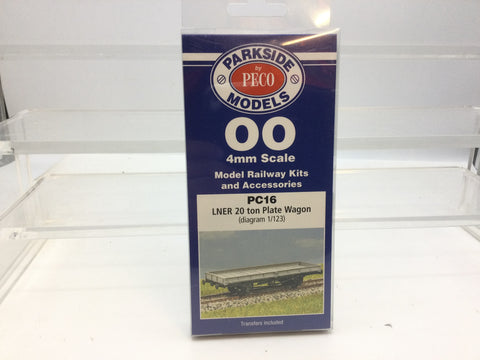 PARKSIDE
by
PECO
MODELS
OO
4mm Scale
Model Railway Kits
and Accessories
PC16
LNER 20 ton Plate Wagon
(diagram 1/123)
Transfers included